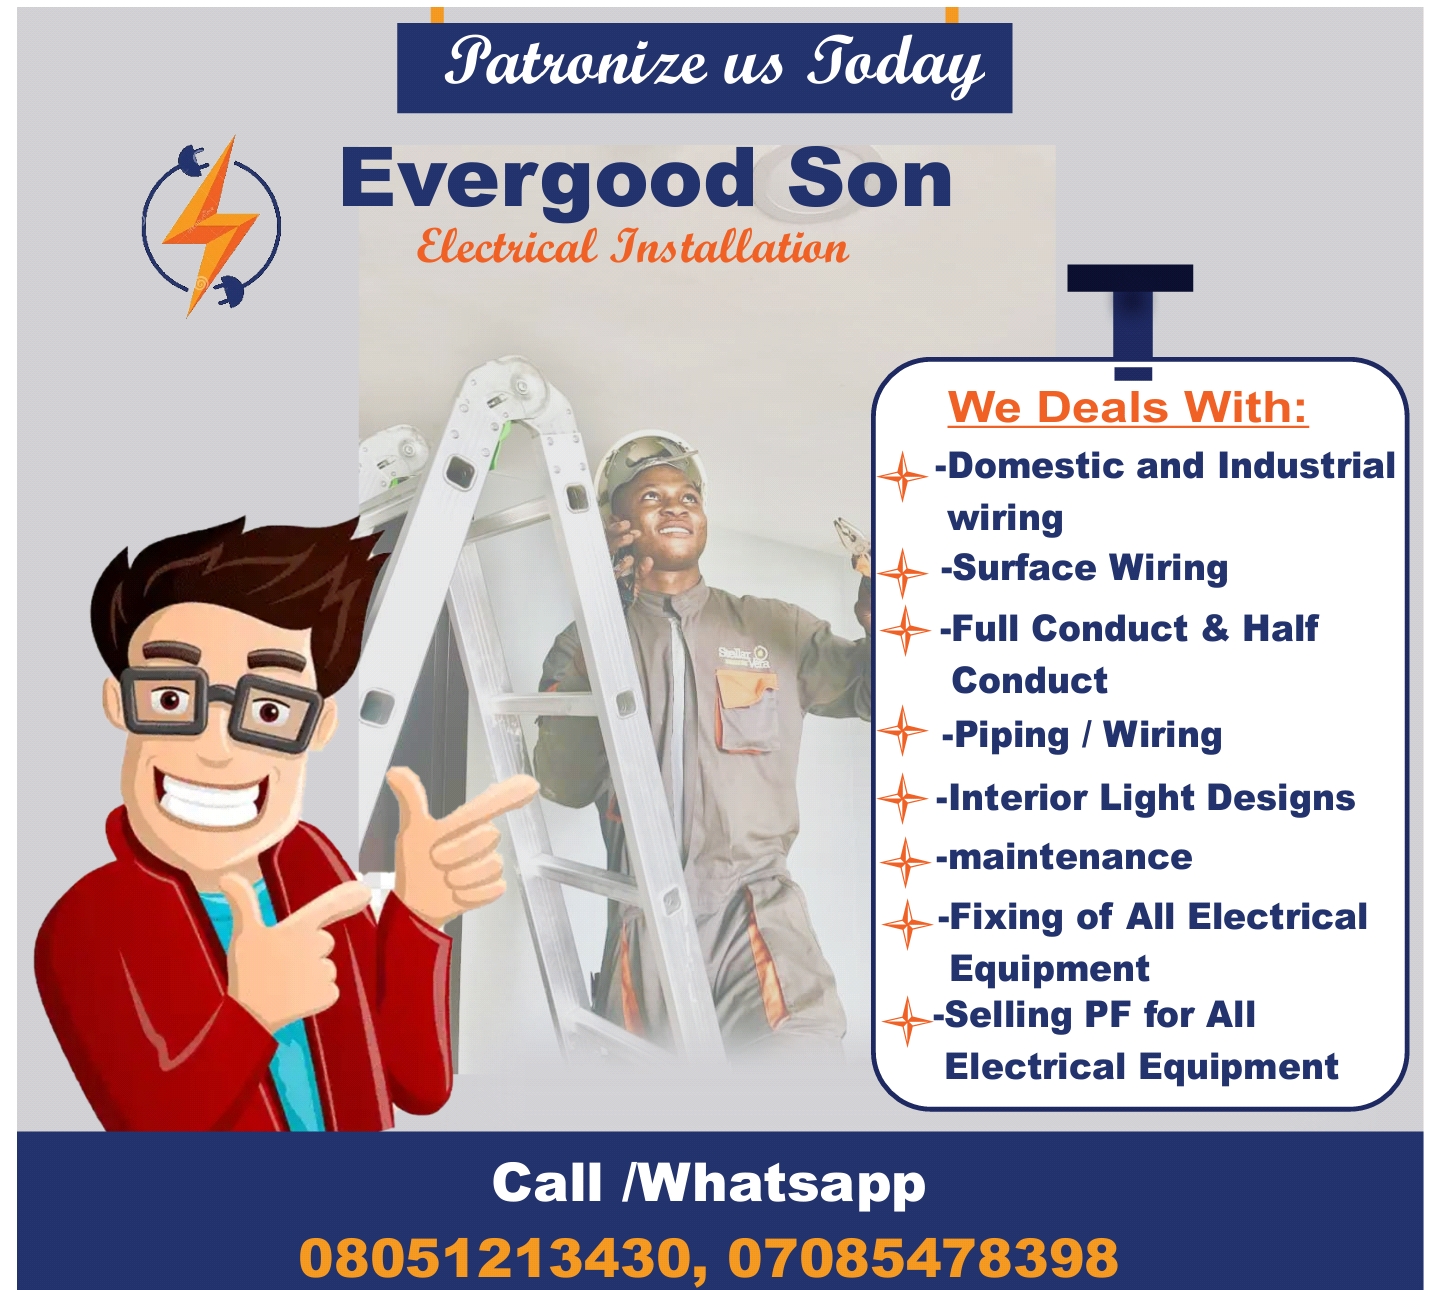 Patronize us Today
Evergood Son
Electrical Installation
We Deals With:
-Domestic and Industrial
wiring
-Surface Wiring
-Full Conduct & Half
Conduct
-Piping / Wiring
-Interior Light Designs
-maintenance
-Fixing of All Electrical
Equipment
-Selling PF for All
Electrical Equipment
Stellar
Vera
Call /Whatsapp
08051213430, 07085478398